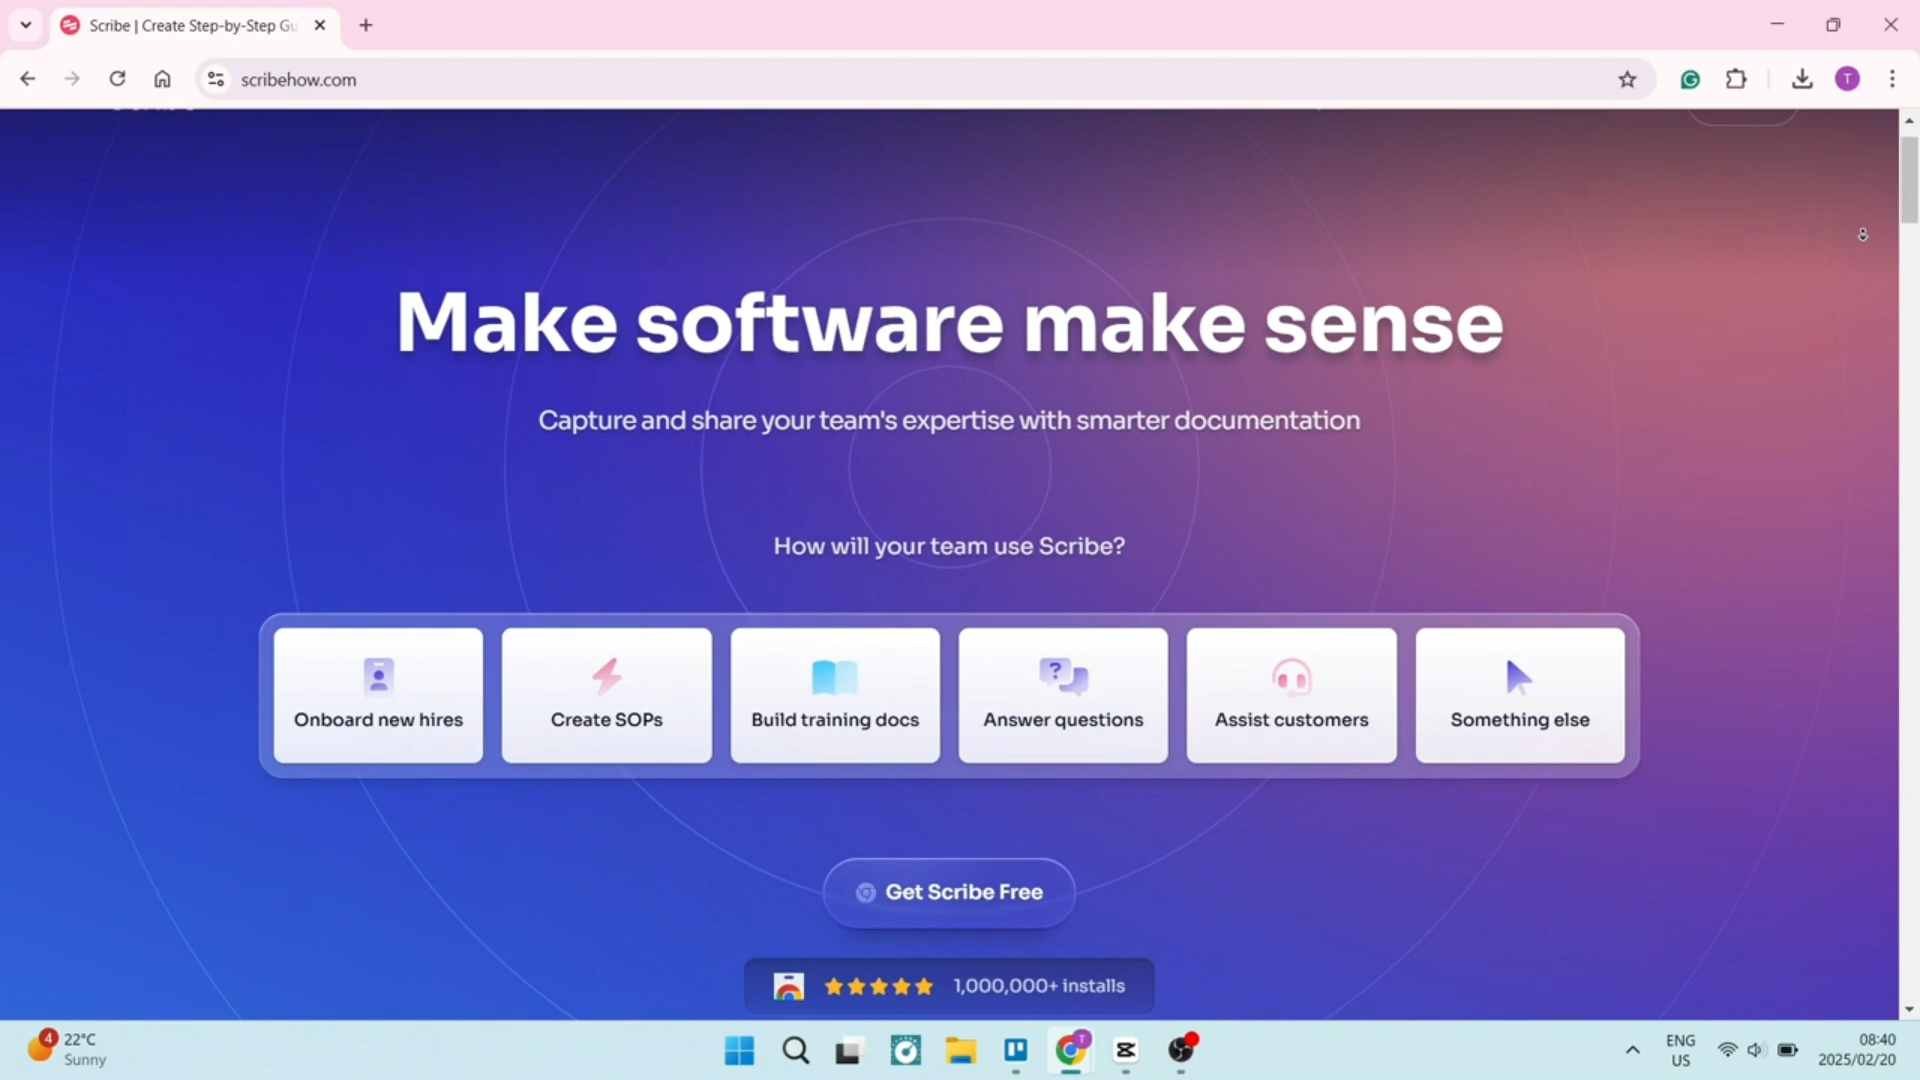 Scribe | Create Step-by-Step Gu
scribehow.com
T
Make software make sense
Capture and share your team's expertise with smarter documentation
How will your team use Scribe?
Onboard new hires
Create SOPs
Build training docs
Answer questions
Assist customers
Something else
Get Scribe Free
1,000,000+ installs
4
22°C
Sunny
T
ENG
US
08:40
2025/02/20